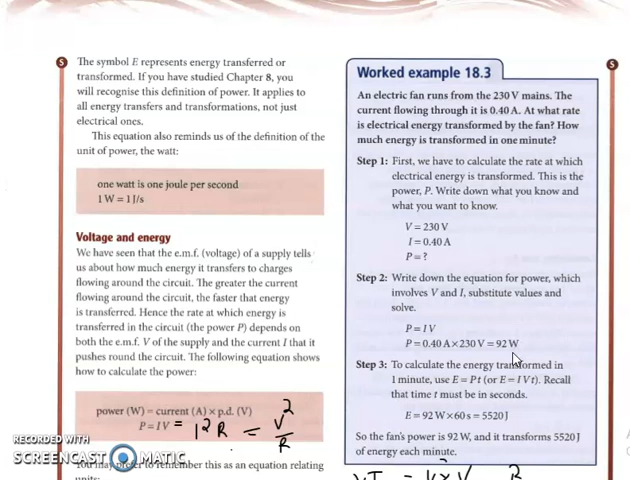 S
The symbol E represents energy transferred or
transformed. If you have studied Chapter 8, you
will recognise this definition of power. It applies to
all energy transfers and transformations, not just
electrical ones.
This equation also reminds us of the definition of the
unit of power, the watt:
one watt is one joule per second
1 W = 1 J/s
Voltage and energy
We have seen that the e.m.f. (voltage) of a supply tells
us about how much energy it transfers to charges
flowing around the circuit. The greater the current
flowing around the circuit, the faster that energy
is transferred. Hence the rate at which energy is
transferred in the circuit (the power P) depends on
both the e.m.f. V of the supply and the current I that it
pushes round the circuit. The following equation shows
how to calculate the power:
power (W) = current (A) × p.d. (V)
P = IV = I²R = V²/R
RECORDED WITH
SCREENCAST MATIC
You may prefer to remember this as an equation relating
units:
S
Worked example 18.3
An electric fan runs from the 230 V mains. The
current flowing through it is 0.40 A. At what rate
is electrical energy transformed by the fan? How
much energy is transformed in one minute?
Step 1: First, we have to calculate the rate at which
electrical energy is transformed. This is the
power, P. Write down what you know and
what you want to know.
V = 230 V
I = 0.40 A
P = ?
Step 2: Write down the equation for power, which
involves V and I, substitute values and
solve.
P = IV
P = 0.40 A × 230 V = 92 W
Step 3: To calculate the energy transformed in
1 minute, use E = Pt (or E = IVt). Recall
that time t must be in seconds.
E = 92 W × 60 s = 5520 J
So the fan's power is 92 W, and it transforms 5520 J
of energy each minute.